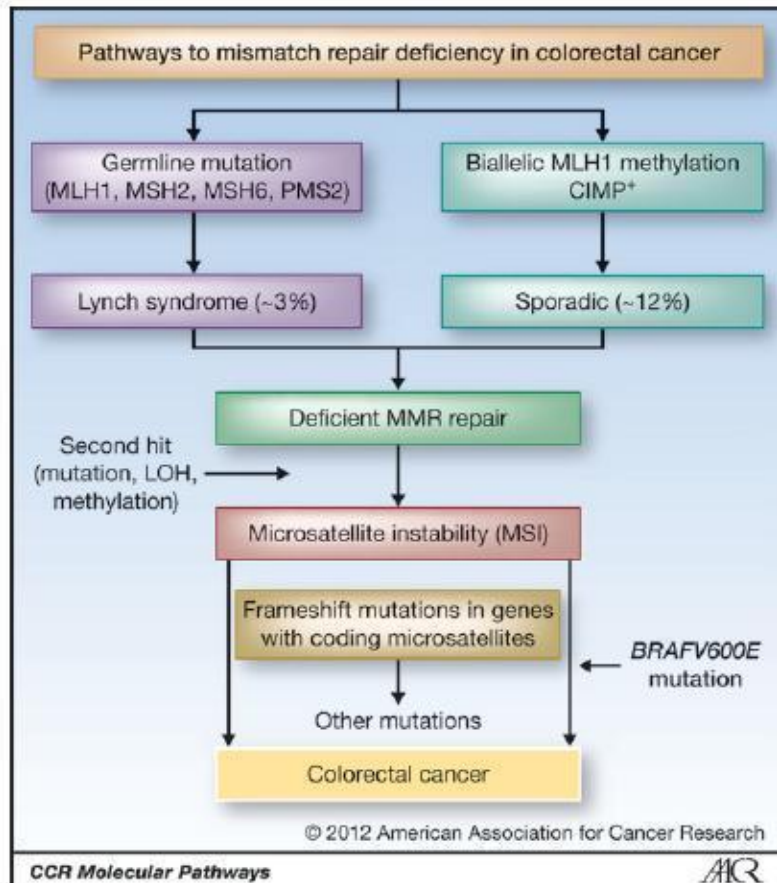 Pathways to mismatch repair deficiency in colorectal cancer
Germline mutation
(MLH1, MSH2, MSH6, PMS2)
Biallelic MLH1 methylation
CIMP⁺
Lynch syndrome (~3%)
Sporadic (~12%)
Deficient MMR repair
Second hit
(mutation, LOH,
methylation)
Microsatellite instability (MSI)
Frameshift mutations in genes
with coding microsatellites
BRAFV600E
mutation
Other mutations
Colorectal cancer
© 2012 American Association for Cancer Research
CCR Molecular Pathways
AACR